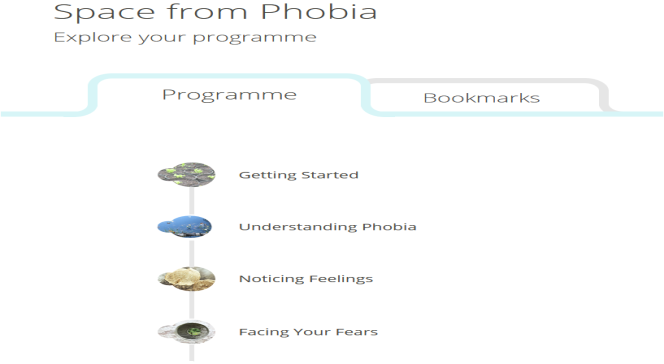 Space from Phobia
Explore your programme
Programme
Bookmarks
Getting Started
Understanding Phobia
Noticing Feelings
Facing Your Fears